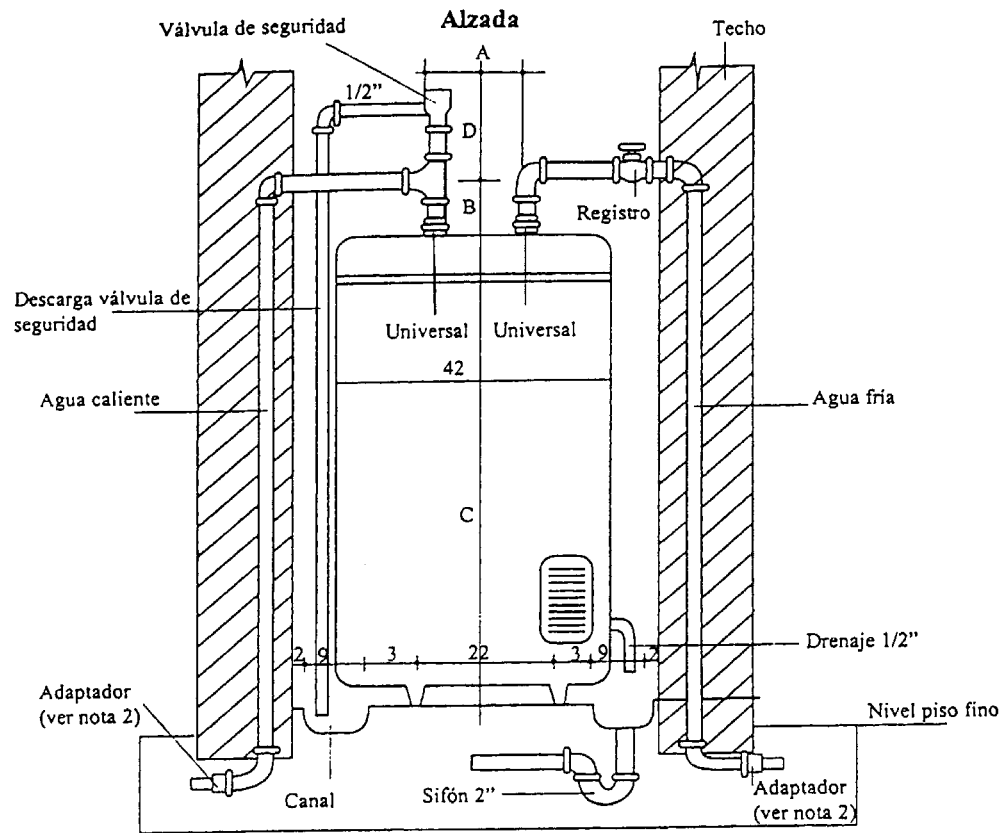 Alzada
Válvula de seguridad
Techo
A
1/2”
D
B
Registro
Descarga válvula de
seguridad
Universal
Universal
42
Agua caliente
Agua fría
C
Drenaje 1/2”
2
9
3
22
3
9
2
Adaptador
(ver nota 2)
Nivel piso fino
Canal
Sifón 2”
Adaptador
(ver nota 2)